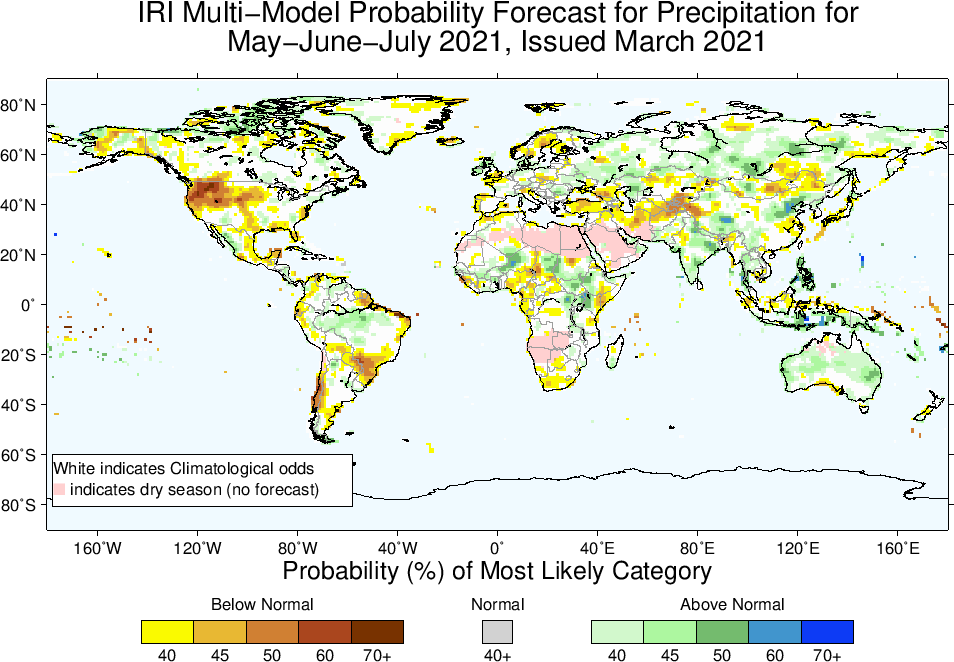 IRI Multi−Model Probability Forecast for Precipitation for
May−June−July 2021, Issued March 2021
80˚N
60˚N
40˚N
20˚N
0˚
20˚S
40˚S
60˚S
80˚S
White indicates Climatological odds
indicates dry season (no forecast)
160˚W 120˚W 80˚W 40˚W 0˚ 40˚E 80˚E 120˚E 160˚E
Probability (%) of Most Likely Category
Below Normal Normal Above Normal
40 45 50 60 70+ 40+ 40 40 50 60 70+